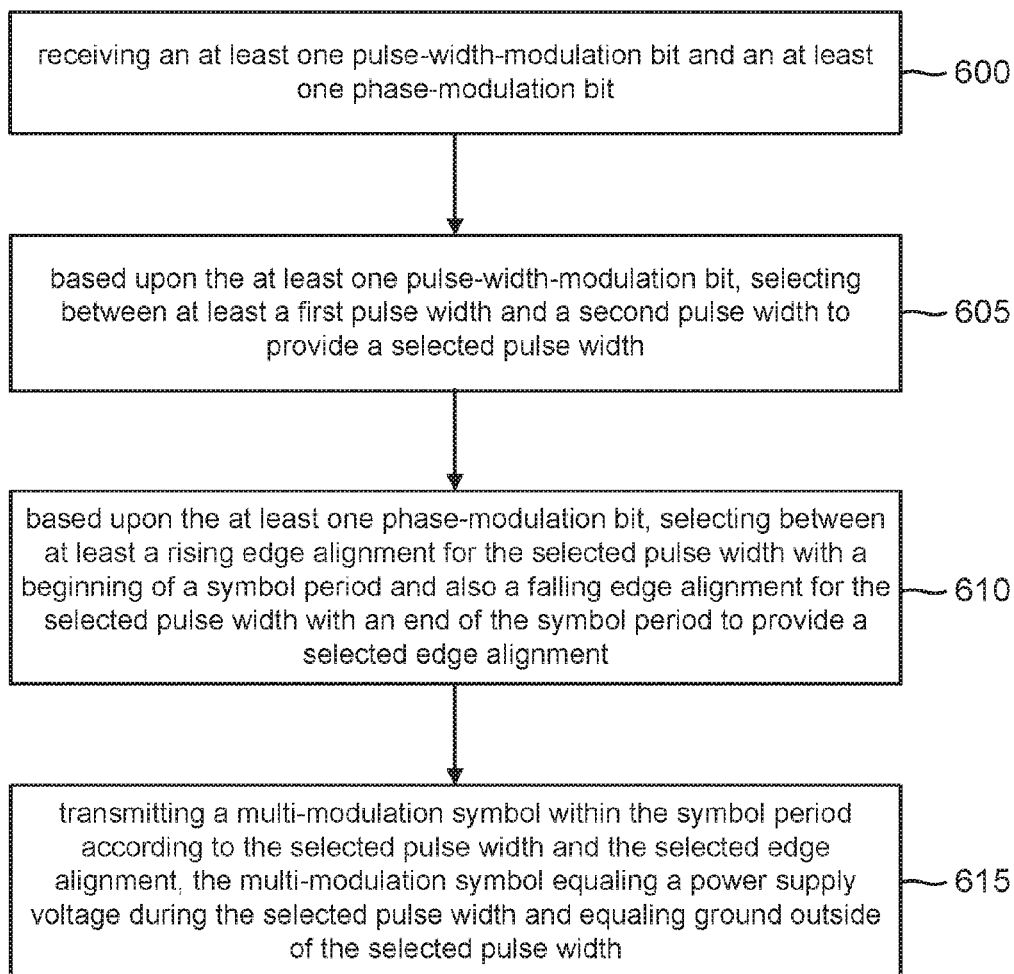 receiving an at least one pulse-width-modulation bit and an at least
one phase-modulation bit
600
based upon the at least one pulse-width-modulation bit, selecting
between at least a first pulse width and a second pulse width to
provide a selected pulse width
605
based upon the at least one phase-modulation bit, selecting between
at least a rising edge alignment for the selected pulse width with a
beginning of a symbol period and also a falling edge alignment for the
selected pulse width with an end of the symbol period to provide a
selected edge alignment
610
transmitting a multi-modulation symbol within the symbol period
according to the selected pulse width and the selected edge
alignment, the multi-modulation symbol equaling a power supply
voltage during the selected pulse width and equaling ground outside
of the selected pulse width
615